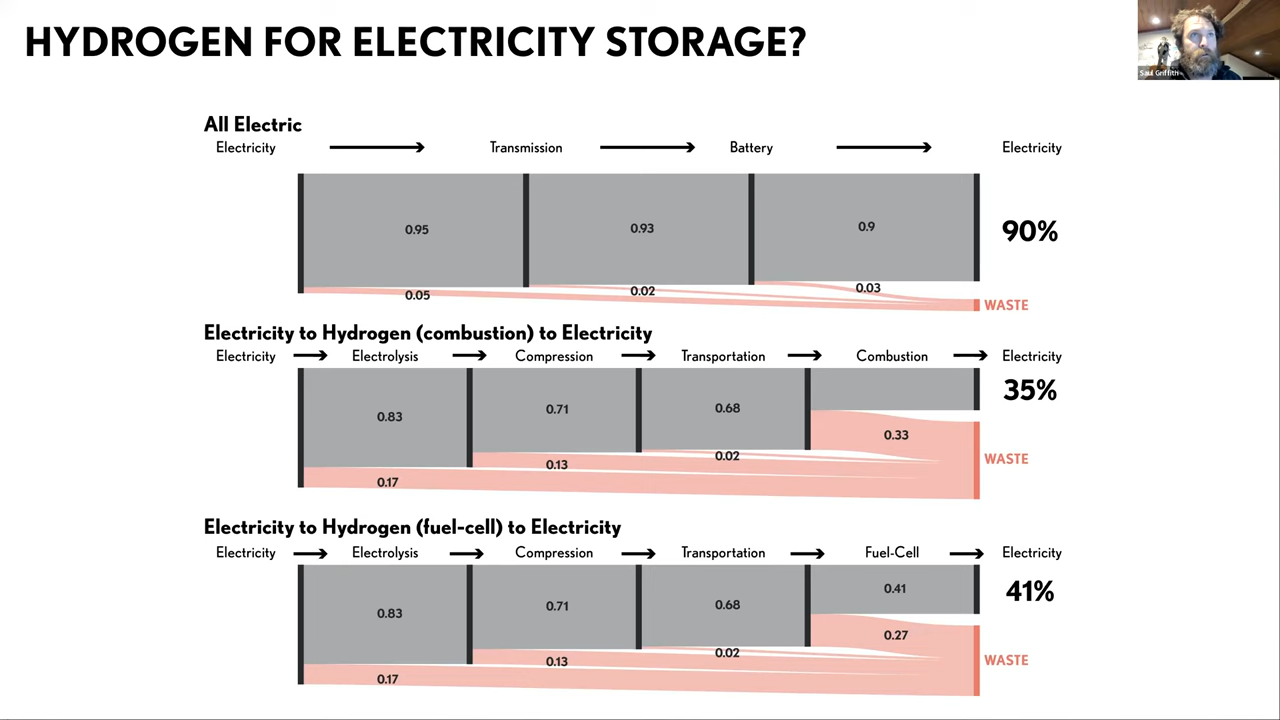 HYDROGEN FOR ELECTRICITY STORAGE?
Saul Griffith
All Electric
Electricity Transmission Battery Electricity
0.95 0.93 0.9 90%
0.05 0.02 0.03 WASTE
Electricity to Hydrogen (combustion) to Electricity
Electricity Electrolysis Compression Transportation Combustion Electricity
35%
0.83 0.71 0.68
0.33
0.17 0.13 0.02 WASTE
Electricity to Hydrogen (fuel-cell) to Electricity
Electricity Electrolysis Compression Transportation Fuel-Cell Electricity
0.41 41%
0.83 0.71 0.68
0.27
0.17 0.13 0.02 WASTE